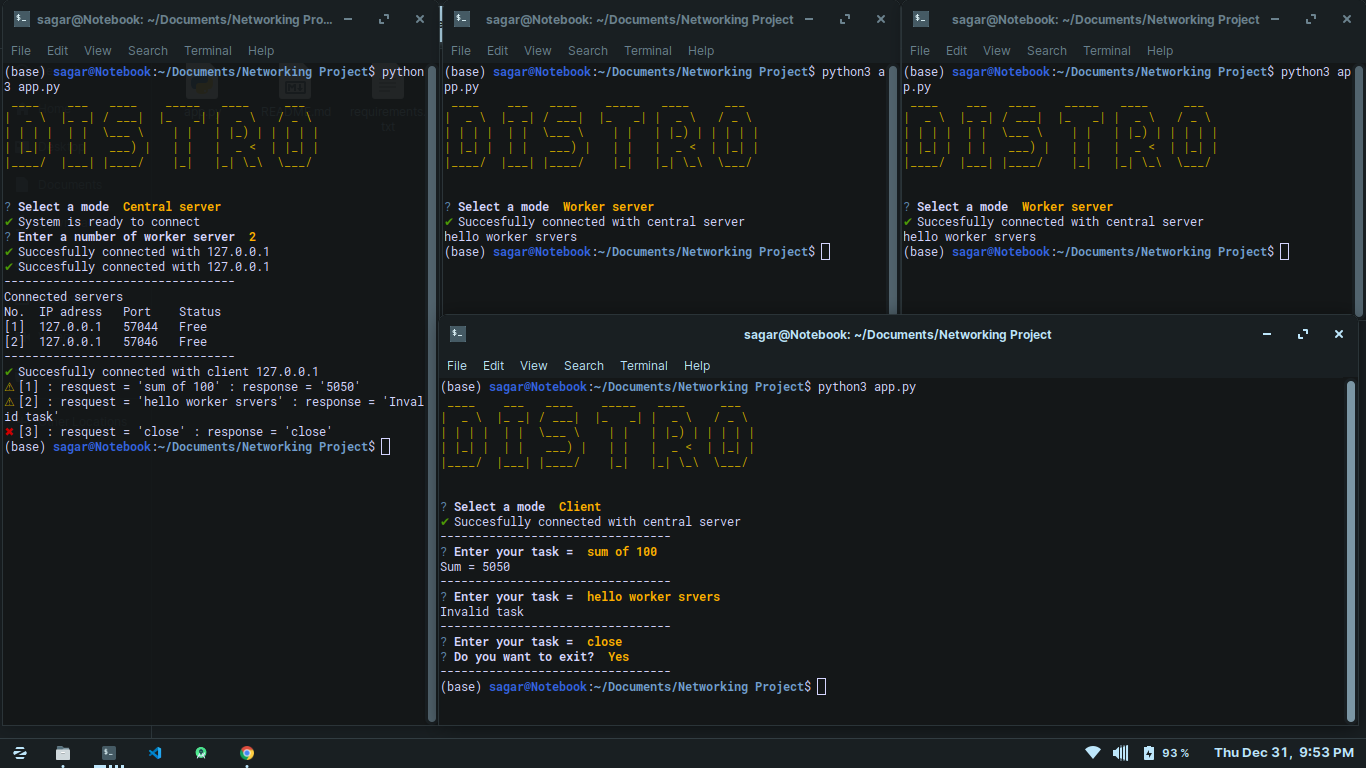 sagar@Notebook: ~/Documents/Networking Pro...
File Edit View Search Terminal Help
(base) sagar@Notebook:~/Documents/Networking Project$ python
3 app.py
DISTRO
? Select a mode  Central server
✔ System is ready to connect
? Enter a number of worker server  2
✔ Succesfully connected with 127.0.0.1
✔ Succesfully connected with 127.0.0.1
---------------------------------
Connected servers
No.  IP adress   Port    Status
[1]  127.0.0.1   57044   Free
[2]  127.0.0.1   57046   Free
---------------------------------
✔ Succesfully connected with client 127.0.0.1
⚠ [1] : resquest = 'sum of 100' : response = '5050'
⚠ [2] : resquest = 'hello worker srvers' : response = 'Inval
id task'
✖ [3] : resquest = 'close' : response = 'close'
(base) sagar@Notebook:~/Documents/Networking Project$
sagar@Notebook: ~/Documents/Networking Project
File Edit View Search Terminal Help
(base) sagar@Notebook:~/Documents/Networking Project$ python3 a
pp.py
DISTRO
? Select a mode  Worker server
✔ Succesfully connected with central server
hello worker srvers
(base) sagar@Notebook:~/Documents/Networking Project$
sagar@Notebook: ~/Documents/Networking Project
File Edit View Search Terminal Help
(base) sagar@Notebook:~/Documents/Networking Project$ python3 ap
p.py
DISTRO
? Select a mode  Worker server
✔ Succesfully connected with central server
hello worker srvers
(base) sagar@Notebook:~/Documents/Networking Project$
sagar@Notebook: ~/Documents/Networking Project
File Edit View Search Terminal Help
(base) sagar@Notebook:~/Documents/Networking Project$ python3 app.py
DISTRO
? Select a mode  Client
✔ Succesfully connected with central server
---------------------------------
? Enter your task =  sum of 100
Sum = 5050
---------------------------------
? Enter your task =  hello worker srvers
Invalid task
---------------------------------
? Enter your task =  close
? Do you want to exit?  Yes
---------------------------------
(base) sagar@Notebook:~/Documents/Networking Project$
93 %
Thu Dec 31, 9:53 PM